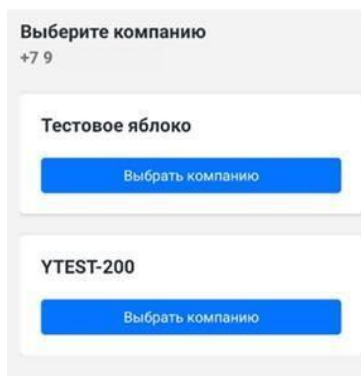 Выберите компанию
+7 9
Тестовое яблоко
Выбрать компанию
YTEST-200
Выбрать компанию